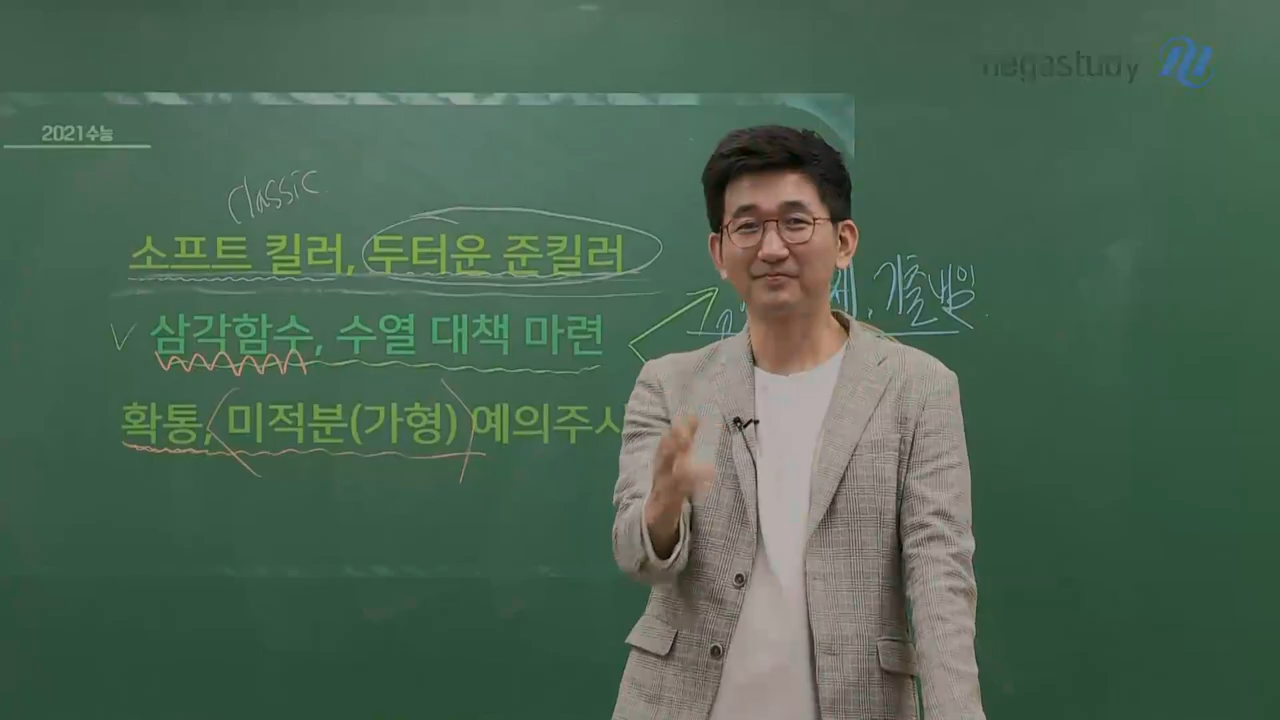 megastudy
2021수능
classic
소프트 킬러, 두터운 준킬러
삼각함수, 수열 대책 마련
확통, 미적분(가형) 예의주시